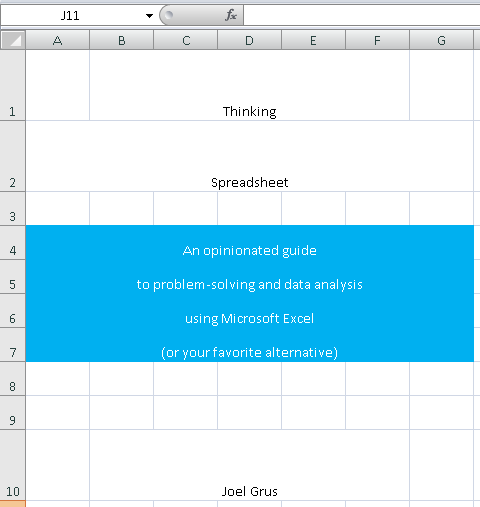 J11
fx
A B C D E F G
1 Thinking
2 Spreadsheet
3
4 An opinionated guide
5 to problem-solving and data analysis
6 using Microsoft Excel
7 (or your favorite alternative)
8
9
10 Joel Grus